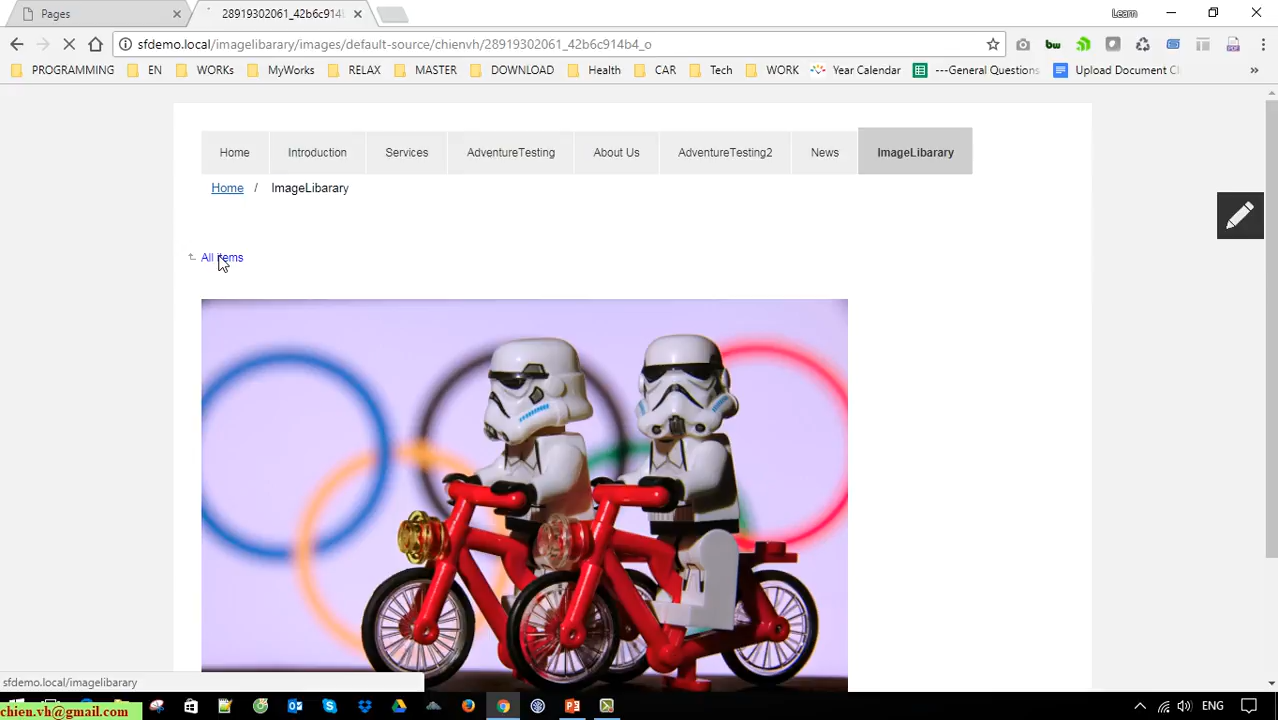 Pages
28919302061_42b6c914
Learn
sfdemo.local/imagelibarary/images/default-source/chienvh/28919302061_42b6c914b4_o
PROGRAMMING
EN
WORKs
MyWorks
RELAX
MASTER
DOWNLOAD
Health
CAR
Tech
WORK
Year Calendar
---General Questions
Upload Document
»
Home
Introduction
Services
AdventureTesting
About Us
AdventureTesting2
News
ImageLibarary
Home / ImageLibarary
All items
sfdemo.local/imagelibarary
ENG
chien.vh@gmail.com